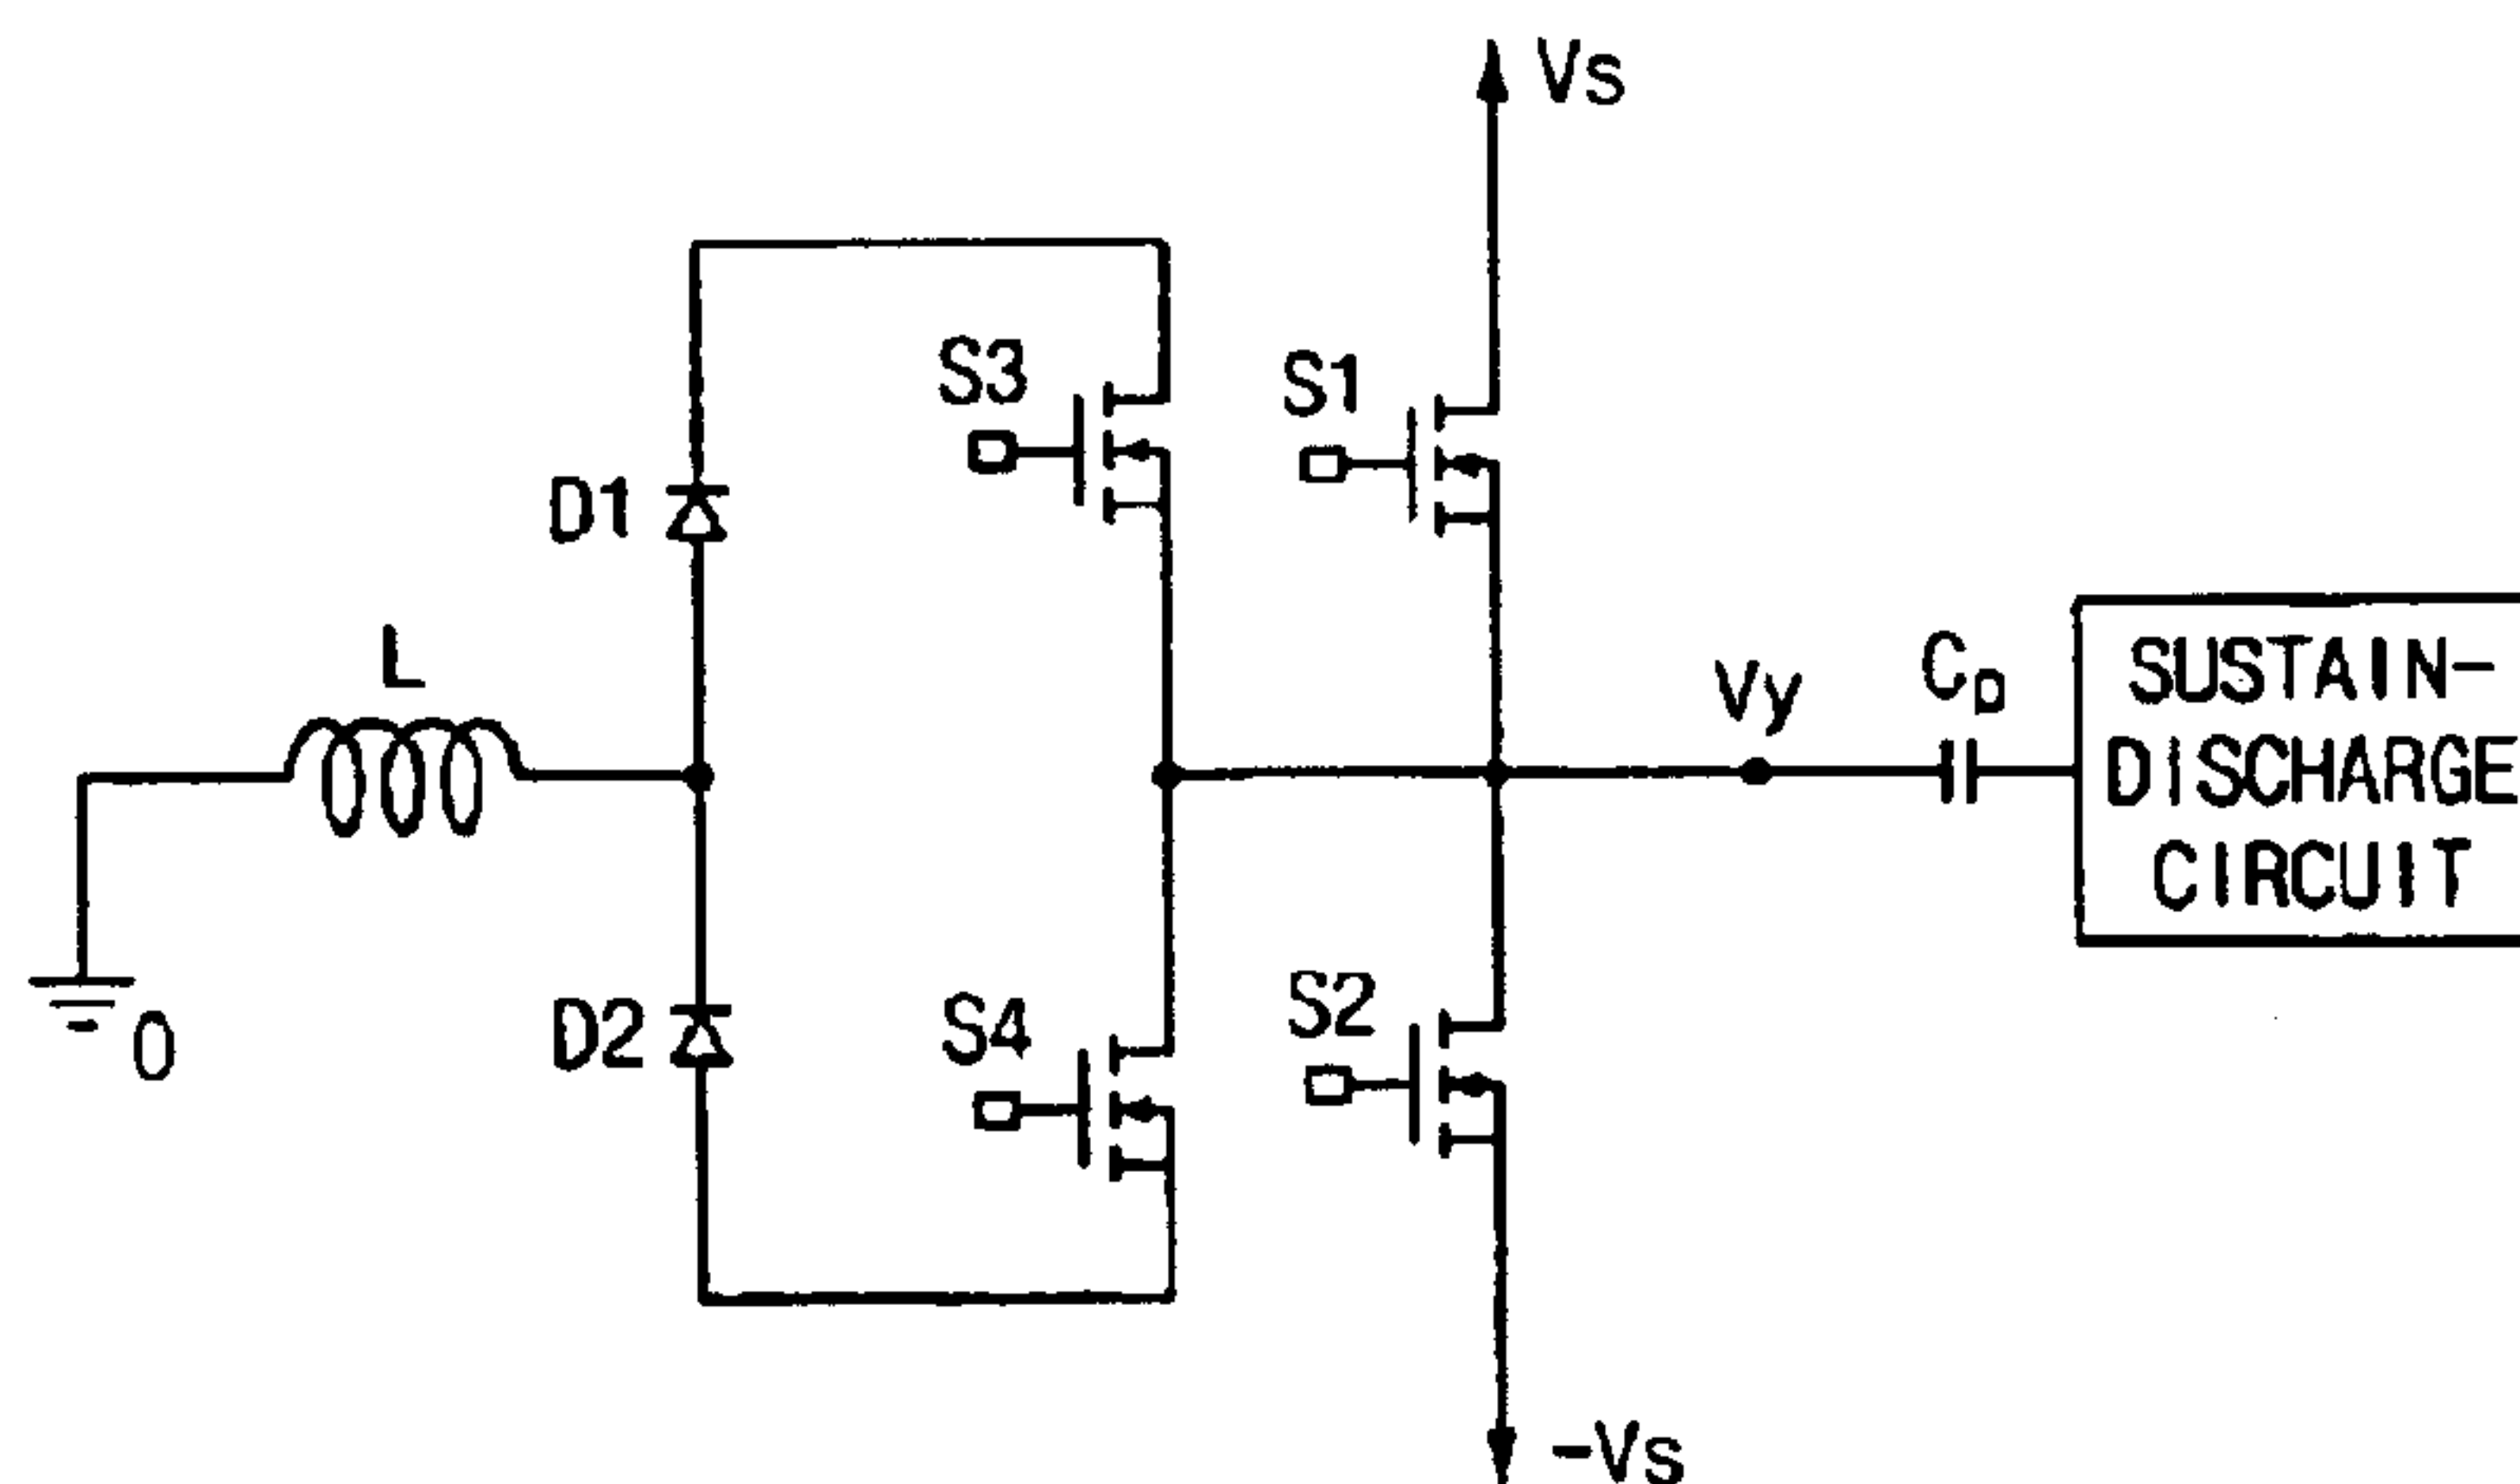 Vs
S3
S1
D1
L
Vy
Cp
SUSTAIN-
DISCHARGE
CIRCUIT
0
D2
S4
S2
-Vs